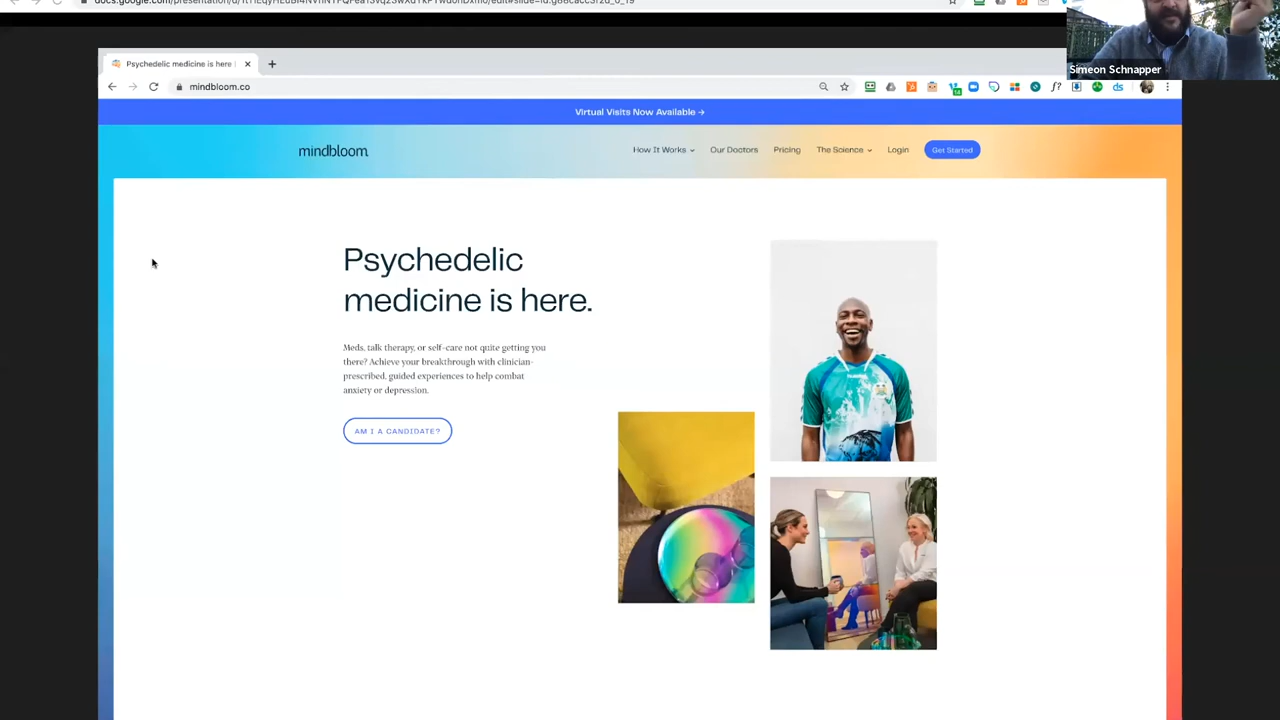 Simeon Schnapper
Psychedelic medicine is here
mindbloom.co
Virtual Visits Now Available →
mindbloom
How It Works
Our Doctors
Pricing
The Science
Login
Get Started
Psychedelic
medicine is here.
Meds, talk therapy, or self-care not quite getting you
there? Achieve your breakthrough with clinician-
prescribed, guided experiences to help combat
anxiety or depression.
AM I A CANDIDATE?